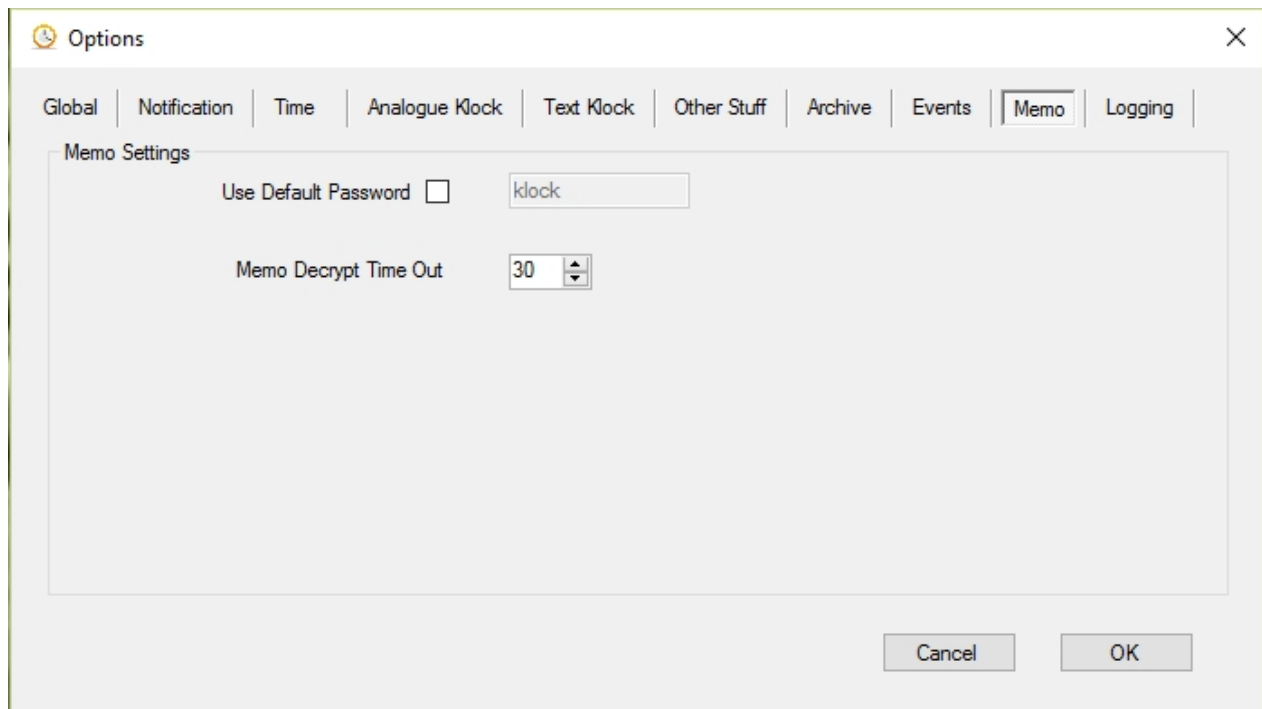 Options
Global Notification Time Analogue Klock Text Klock Other Stuff Archive Events Memo Logging
Memo Settings
Use Default Password klock
Memo Decrypt Time Out 30
Cancel OK